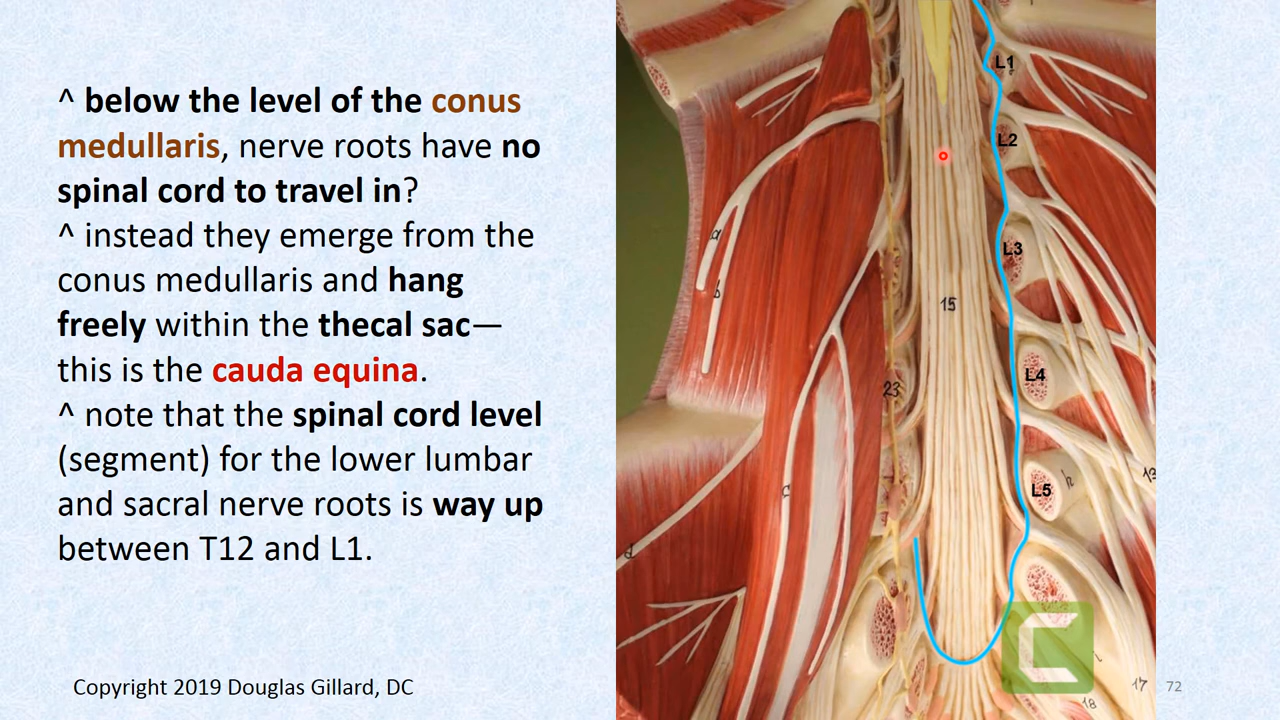 ^ below the level of the conus
medullaris, nerve roots have no
spinal cord to travel in?
^ instead they emerge from the
conus medullaris and hang
freely within the thecal sac—
this is the cauda equina.
^ note that the spinal cord level
(segment) for the lower lumbar
and sacral nerve roots is way up
between T12 and L1.
Copyright 2019 Douglas Gillard, DC
L1
L2
a
b
L3
15
L4
23
L5
h
13
c
d
i
17
18
72